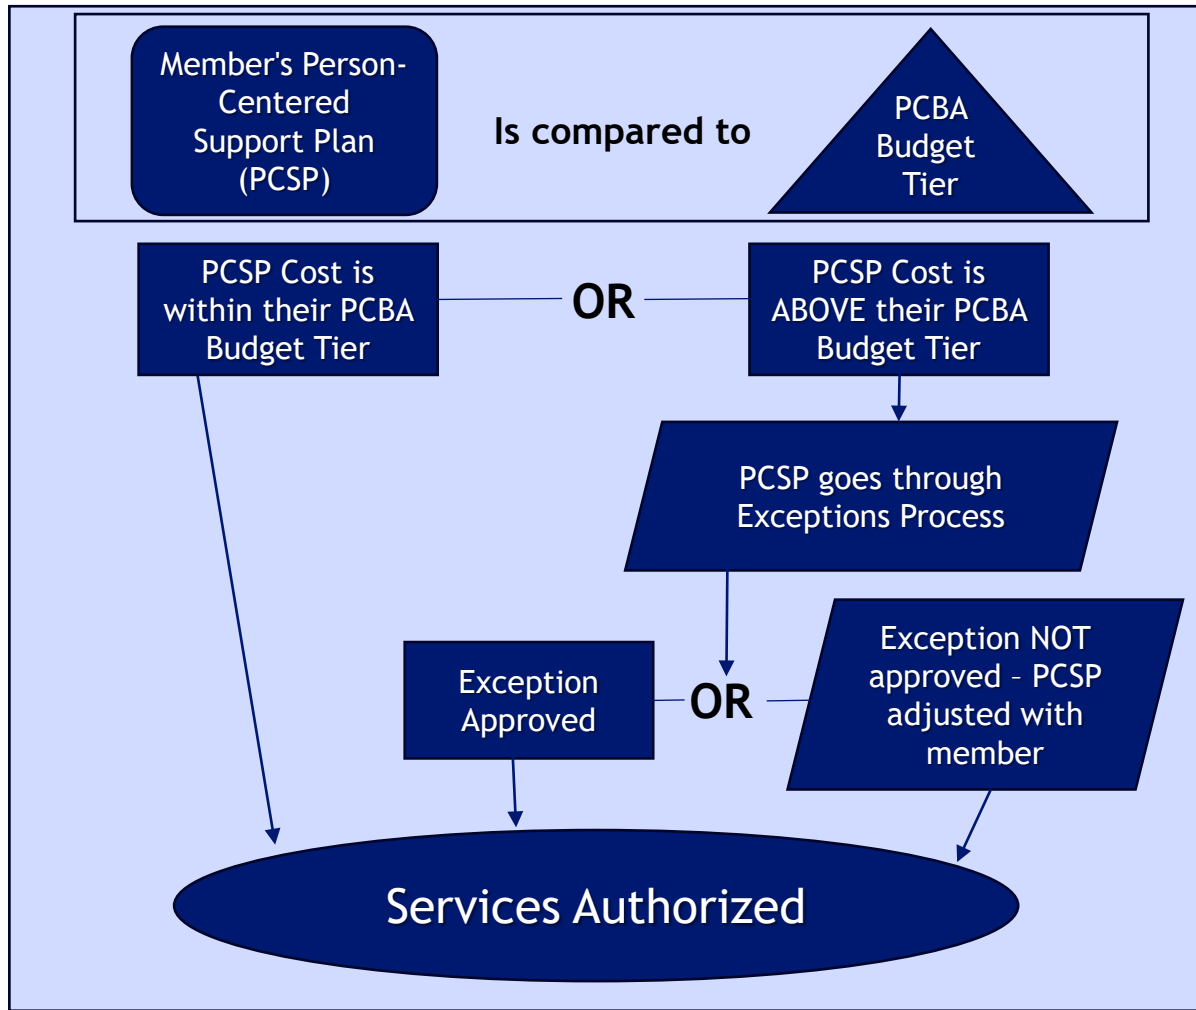 Member's Person-
Centered
Support Plan
(PCSP)
Is compared to
PCBA
Budget
Tier
PCSP Cost is
within their PCBA
Budget Tier
OR
PCSP Cost is
ABOVE their PCBA
Budget Tier
PCSP goes through
Exceptions Process
Exception
Approved
OR
Exception NOT
approved – PCSP
adjusted with
member
Services Authorized